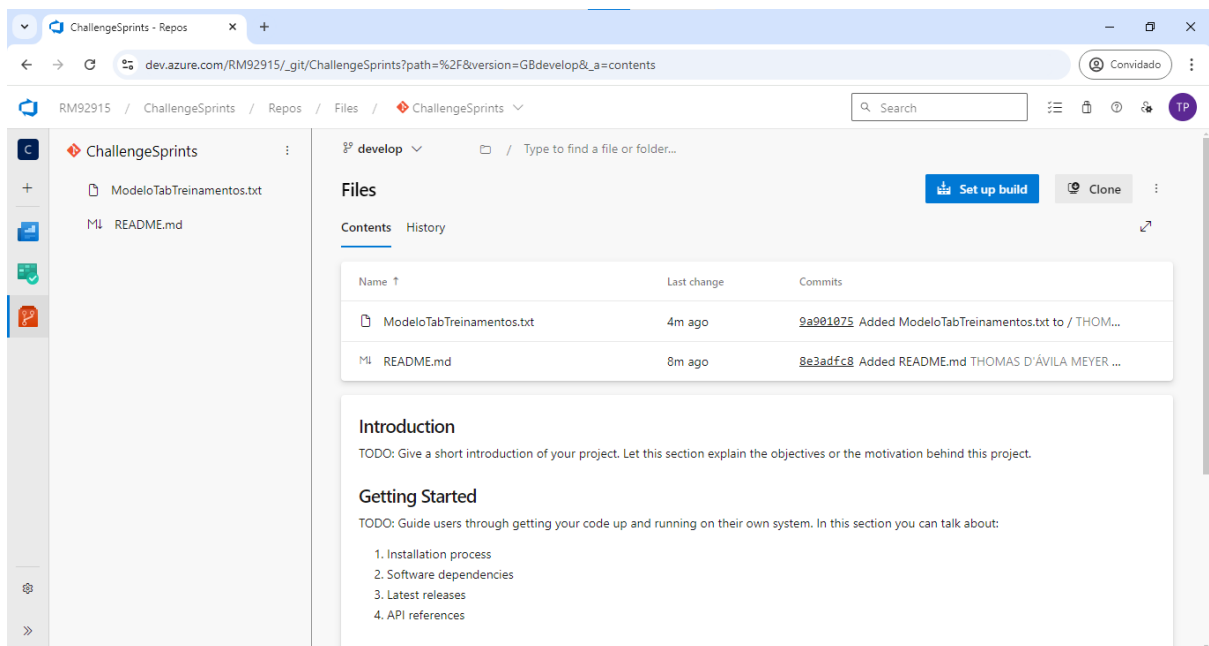 ChallengeSprints - Repos
dev.azure.com/RM92915/_git/ChallengeSprints?path=%2F&version=GBdevelop&_a=contents
Convidado
RM92915 / ChallengeSprints / Repos / Files / ChallengeSprints
Search
TP
C
ChallengeSprints
ModeloTabTreinamentos.txt
M↓ README.md
develop
/ Type to find a file or folder...
Files
Set up build
Clone
Contents History
Name ↑ Last change Commits
ModeloTabTreinamentos.txt 4m ago 9a901075 Added ModeloTabTreinamentos.txt to / THOM...
M↓ README.md 8m ago 8e3adfc8 Added README.md THOMAS D'ÁVILA MEYER ...
Introduction
TODO: Give a short introduction of your project. Let this section explain the objectives or the motivation behind this project.
Getting Started
TODO: Guide users through getting your code up and running on their own system. In this section you can talk about:
1. Installation process
2. Software dependencies
3. Latest releases
4. API references